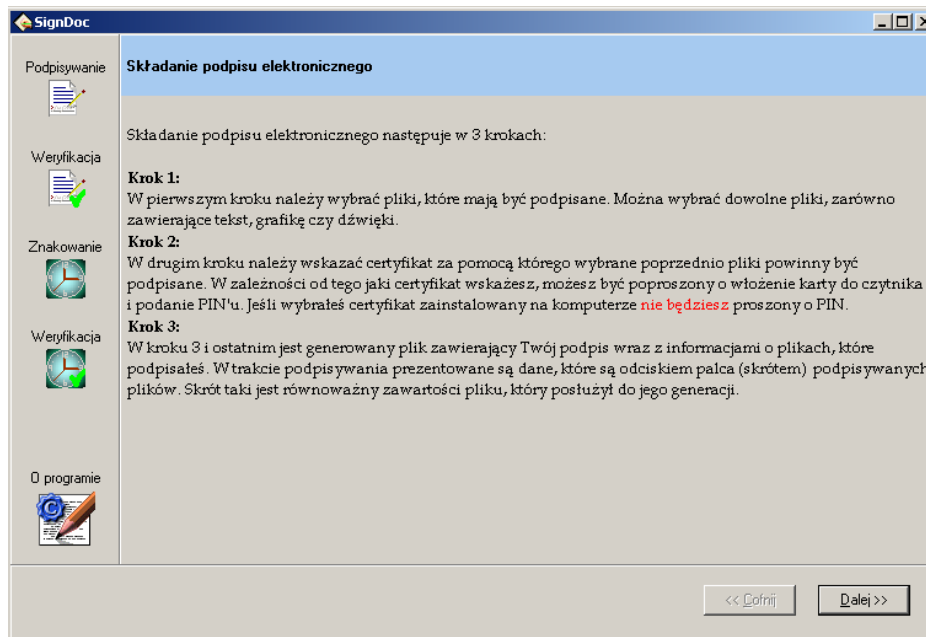 SignDoc
Podpisywanie
Weryfikacja
Znakowanie
Weryfikacja
O programie
Składanie podpisu elektronicznego
Składanie podpisu elektronicznego następuje w 3 krokach:
Krok 1:
W pierwszym kroku należy wybrać pliki, które mają być podpisane. Można wybrać dowolne pliki, zarówno
zawierające tekst, grafikę czy dźwięki.
Krok 2:
W drugim kroku należy wskazać certyfikat za pomocą którego wybrane poprzednio pliki powinny być
podpisane. W zależności od tego jaki certyfikat wskażesz, możesz być poproszony o włożenie karty do czytnika
i podanie PIN'u. Jeśli wybrałeś certyfikat zainstalowany na komputerze nie będziesz proszony o PIN.
Krok 3:
W kroku 3 i ostatnim jest generowany plik zawierający Twój podpis wraz z informacjami o plikach, które
podpisałeś. W trakcie podpisywania prezentowane są dane, które są odciskiem palca (skrótem) podpisywanych
plików. Skrót taki jest równoważny zawartości pliku, który posłużył do jego generacji.
<< Cofnij
Dalej >>